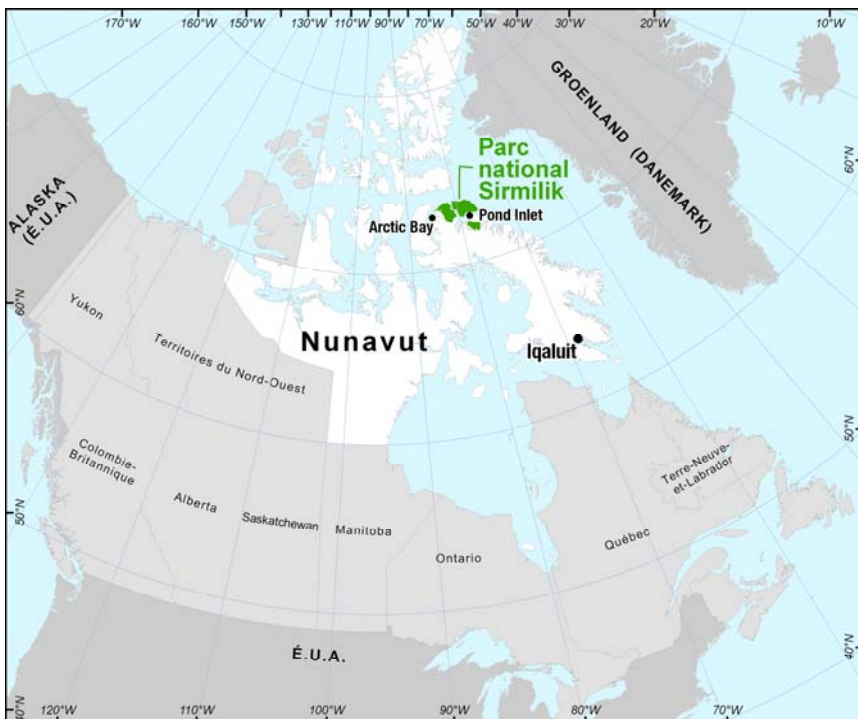 170°W
160°W
150°W
130°W
110°W
90°W
70°W
50°W
40°W
30°W
20°W
10°W
GROENLAND (DANEMARK)
Parc
national
Sirmilik
ALASKA
(É.U.A.)
Arctic Bay
Pond Inlet
60°N
60°N
Yukon
Nunavut
Iqaluit
Territoires du Nord-Ouest
50°N
Colombie-
Britannique
Terre-Neuve-
et-Labrador
Alberta
Saskatchewan
Manitoba
Québec
Ontario
50°N
40°N
É.U.A.
120°W
110°W
100°W
90°W
80°W
70°W